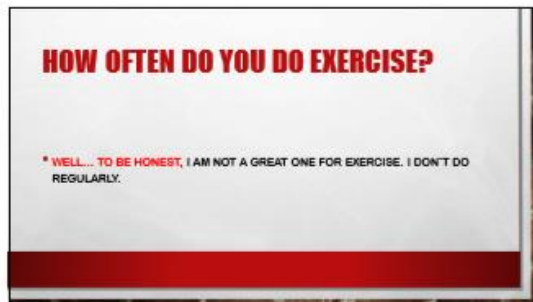 HOW OFTEN DO YOU DO EXERCISE?
• WELL... TO BE HONEST, I AM NOT A GREAT ONE FOR EXERCISE. I DON'T DO
REGULARLY.